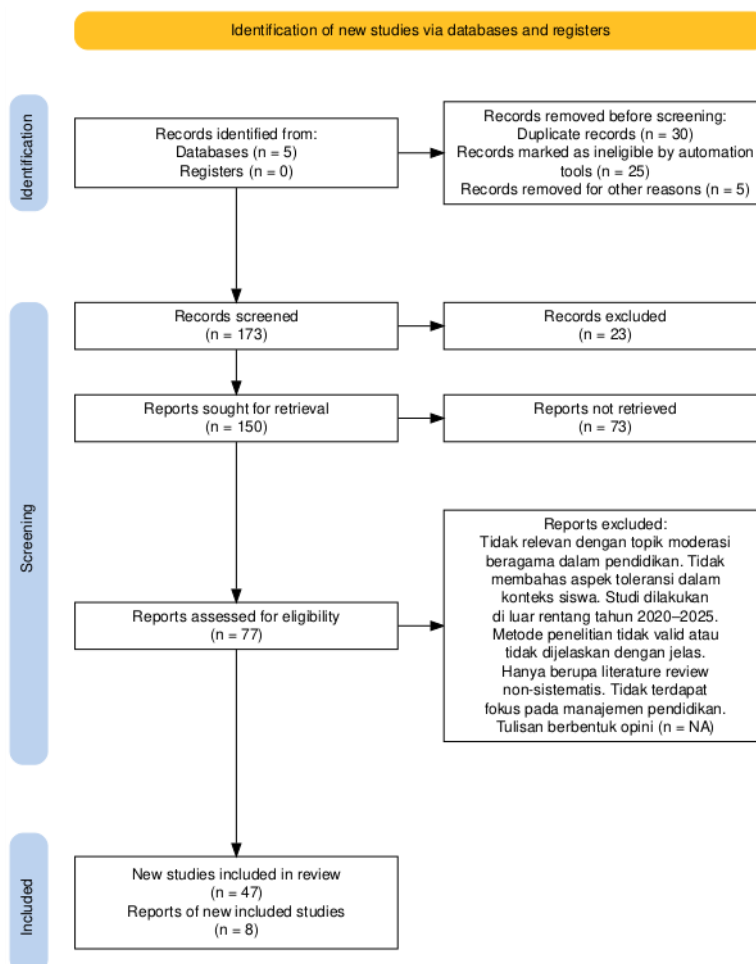 Identification of new studies via databases and registers
Identification
Records identified from:
Databases (n = 5)
Registers (n = 0)
Records removed before screening:
Duplicate records (n = 30)
Records marked as ineligible by automation
tools (n = 25)
Records removed for other reasons (n = 5)
Screening
Records screened
(n = 173)
Records excluded
(n = 23)
Reports sought for retrieval
(n = 150)
Reports not retrieved
(n = 73)
Reports assessed for eligibility
(n = 77)
Reports excluded:
Tidak relevan dengan topik moderasi
beragama dalam pendidikan. Tidak
membahas aspek toleransi dalam
konteks siswa. Studi dilakukan
di luar rentang tahun 2020–2025.
Metode penelitian tidak valid atau
tidak dijelaskan dengan jelas.
Hanya berupa literature review
non-sistematis. Tidak terdapat
fokus pada manajemen pendidikan.
Tulisan berbentuk opini (n = NA)
Included
New studies included in review
(n = 47)
Reports of new included studies
(n = 8)